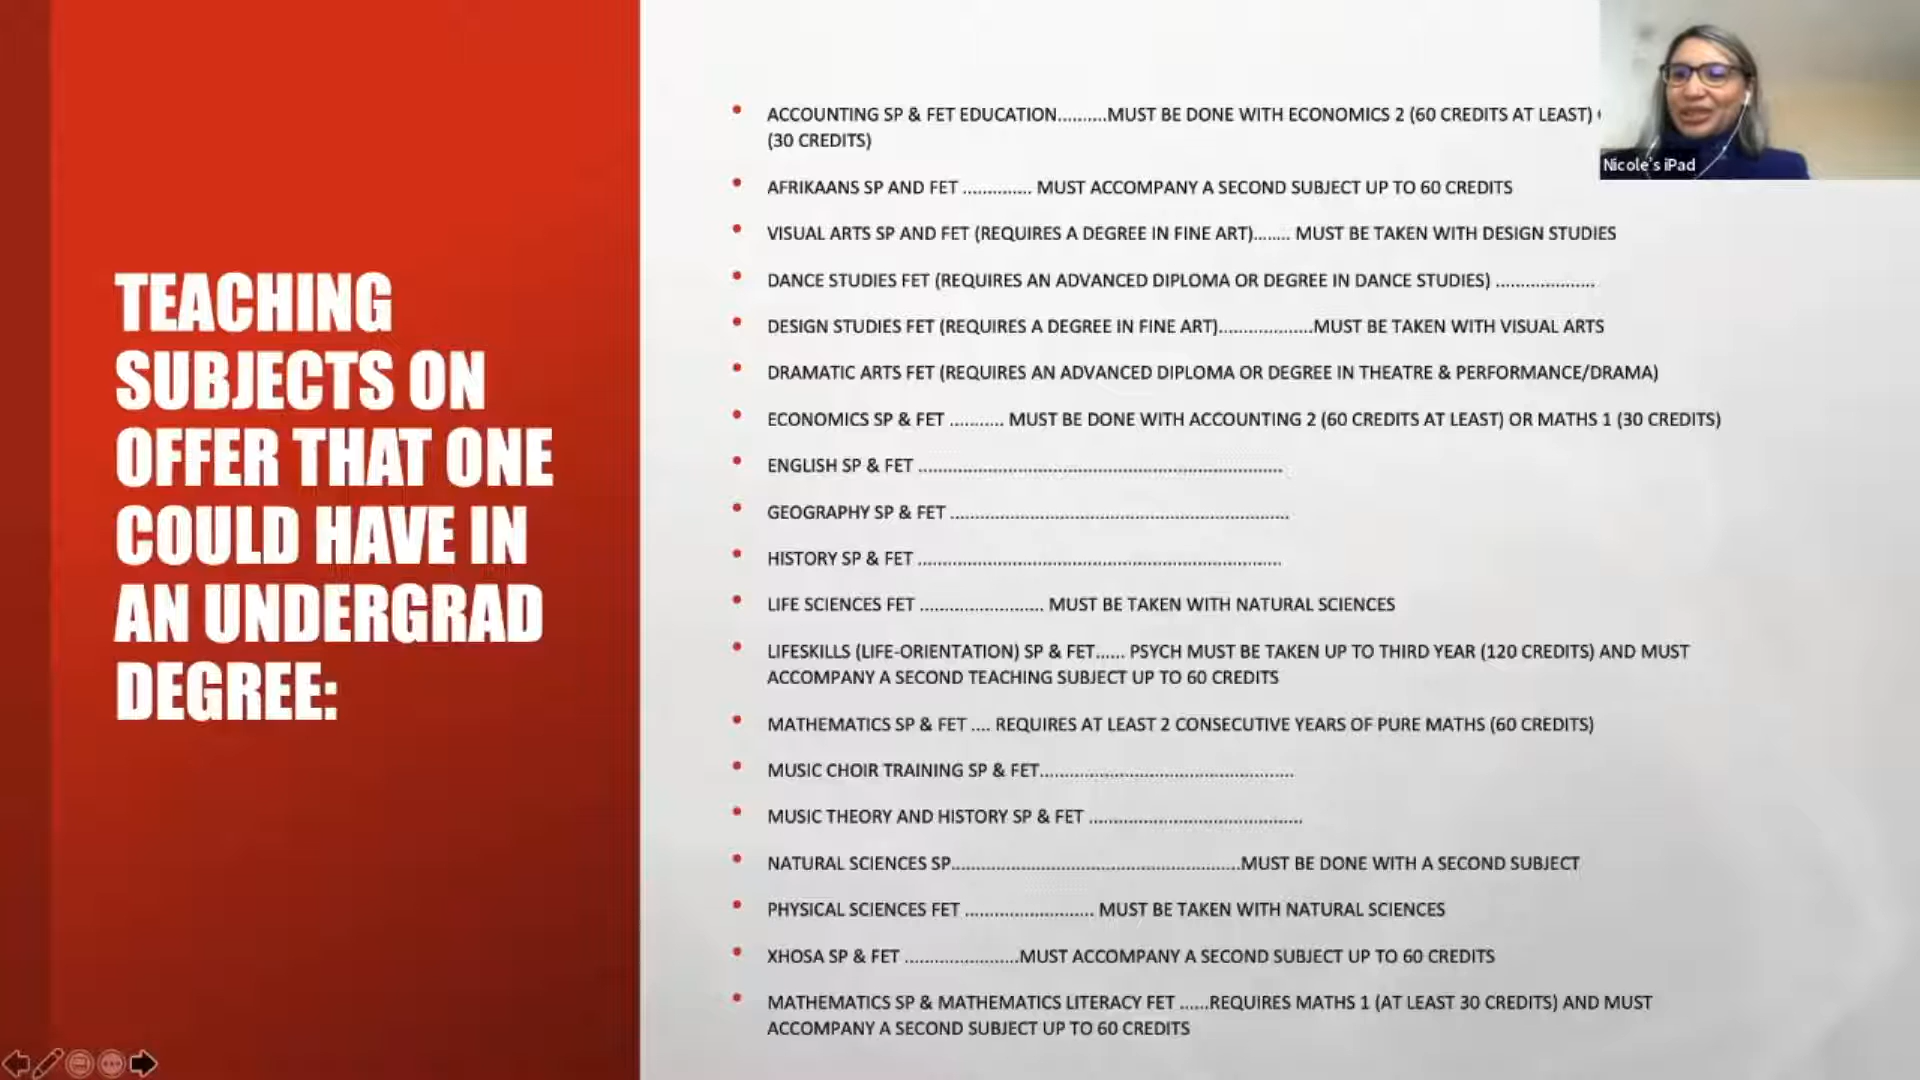 TEACHING
SUBJECTS ON
OFFER THAT ONE
COULD HAVE IN
AN UNDERGRAD
DEGREE:
ACCOUNTING SP & FET EDUCATION..........MUST BE DONE WITH ECONOMICS 2 (60 CREDITS AT LEAST)
(30 CREDITS)
AFRIKAANS SP AND FET .............. MUST ACCOMPANY A SECOND SUBJECT UP TO 60 CREDITS
VISUAL ARTS SP AND FET (REQUIRES A DEGREE IN FINE ART)........ MUST BE TAKEN WITH DESIGN STUDIES
DANCE STUDIES FET (REQUIRES AN ADVANCED DIPLOMA OR DEGREE IN DANCE STUDIES) ....................
DESIGN STUDIES FET (REQUIRES A DEGREE IN FINE ART)...................MUST BE TAKEN WITH VISUAL ARTS
DRAMATIC ARTS FET (REQUIRES AN ADVANCED DIPLOMA OR DEGREE IN THEATRE & PERFORMANCE/DRAMA)
ECONOMICS SP & FET ........... MUST BE DONE WITH ACCOUNTING 2 (60 CREDITS AT LEAST) OR MATHS 1 (30 CREDITS)
ENGLISH SP & FET .........................................................................
GEOGRAPHY SP & FET ....................................................................
HISTORY SP & FET .........................................................................
LIFE SCIENCES FET ......................... MUST BE TAKEN WITH NATURAL SCIENCES
LIFESKILLS (LIFE-ORIENTATION) SP & FET...... PSYCH MUST BE TAKEN UP TO THIRD YEAR (120 CREDITS) AND MUST
ACCOMPANY A SECOND TEACHING SUBJECT UP TO 60 CREDITS
MATHEMATICS SP & FET .... REQUIRES AT LEAST 2 CONSECUTIVE YEARS OF PURE MATHS (60 CREDITS)
MUSIC CHOIR TRAINING SP & FET...................................................
MUSIC THEORY AND HISTORY SP & FET ...........................................
NATURAL SCIENCES SP..........................................................MUST BE DONE WITH A SECOND SUBJECT
PHYSICAL SCIENCES FET .......................... MUST BE TAKEN WITH NATURAL SCIENCES
XHOSA SP & FET .......................MUST ACCOMPANY A SECOND SUBJECT UP TO 60 CREDITS
MATHEMATICS SP & MATHEMATICS LITERACY FET ......REQUIRES MATHS 1 (AT LEAST 30 CREDITS) AND MUST
ACCOMPANY A SECOND SUBJECT UP TO 60 CREDITS
Nicole's iPad